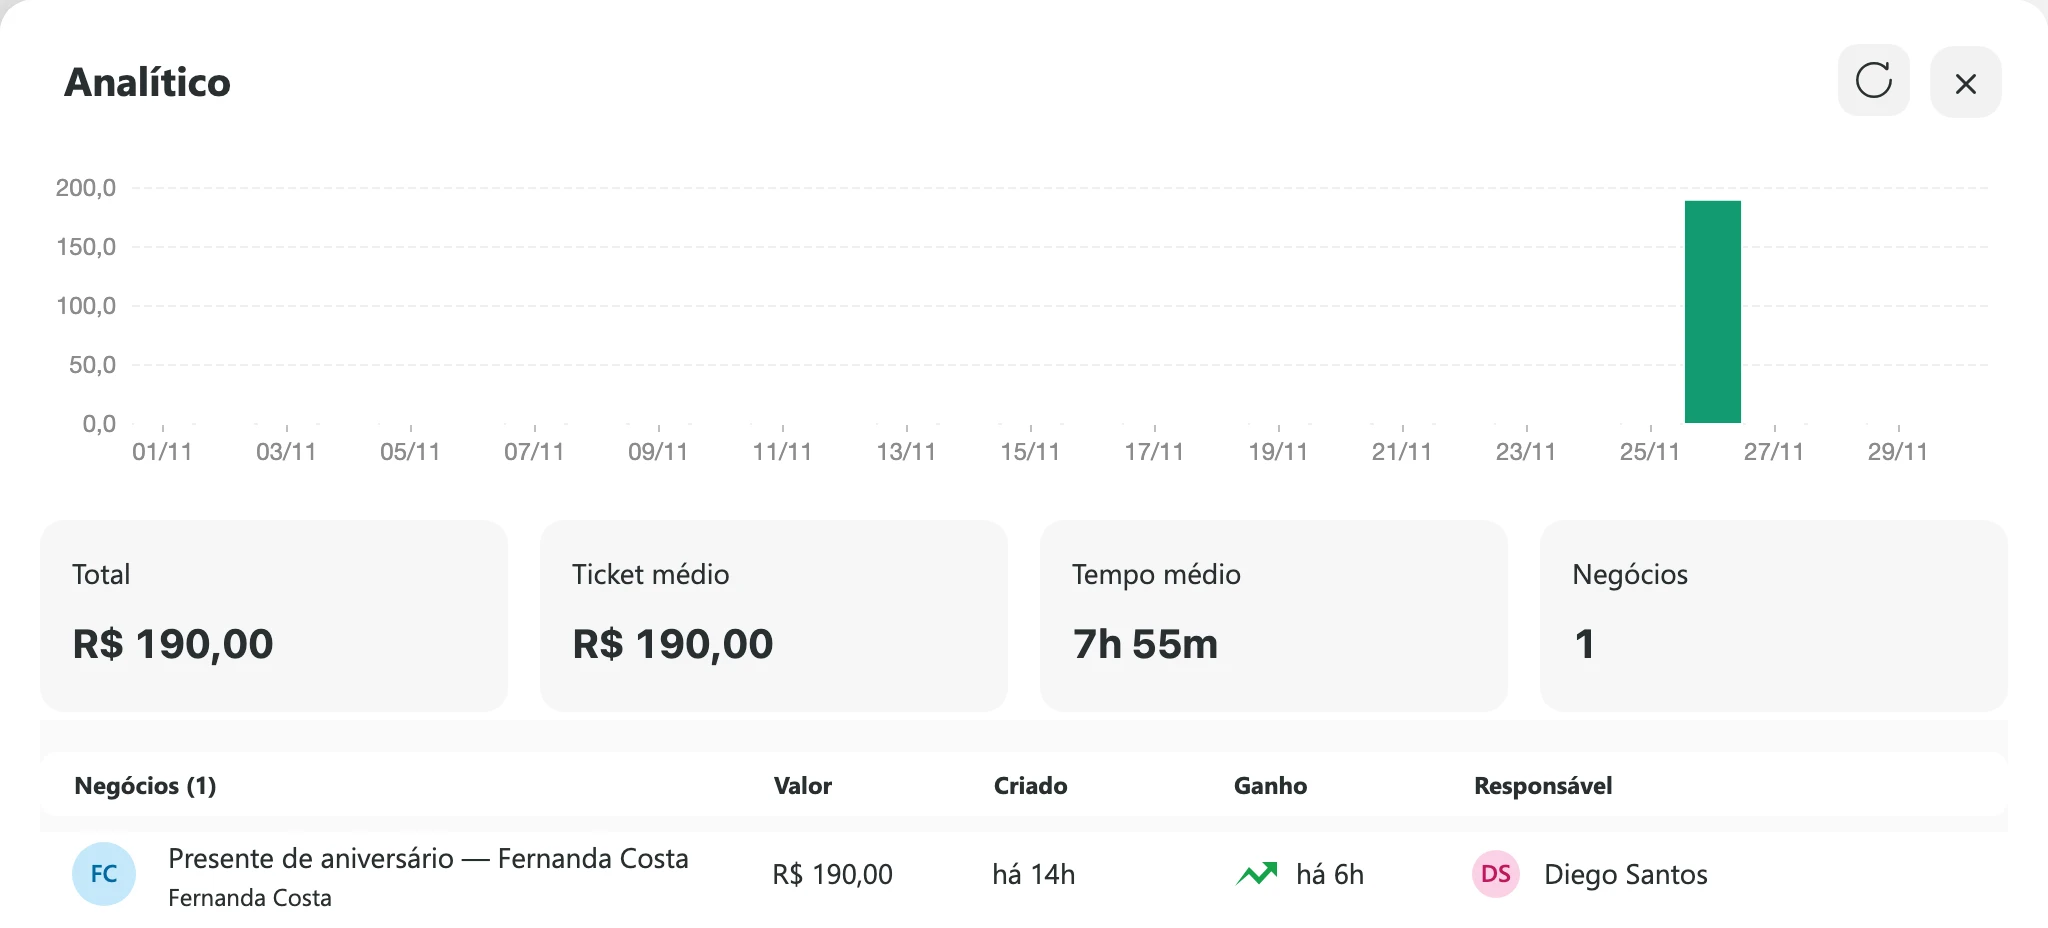 Analítico
200,0
150,0
100,0
50,0
0,0
01/11 03/11 05/11 07/11 09/11 11/11 13/11 15/11 17/11 19/11 21/11 23/11 25/11 27/11 29/11
Total
R$ 190,00
Ticket médio
R$ 190,00
Tempo médio
7h 55m
Negócios
1
Negócios (1) Valor Criado Ganho Responsável
FC Presente de aniversário — Fernanda Costa R$ 190,00 há 14h há 6h DS Diego Santos
Fernanda Costa